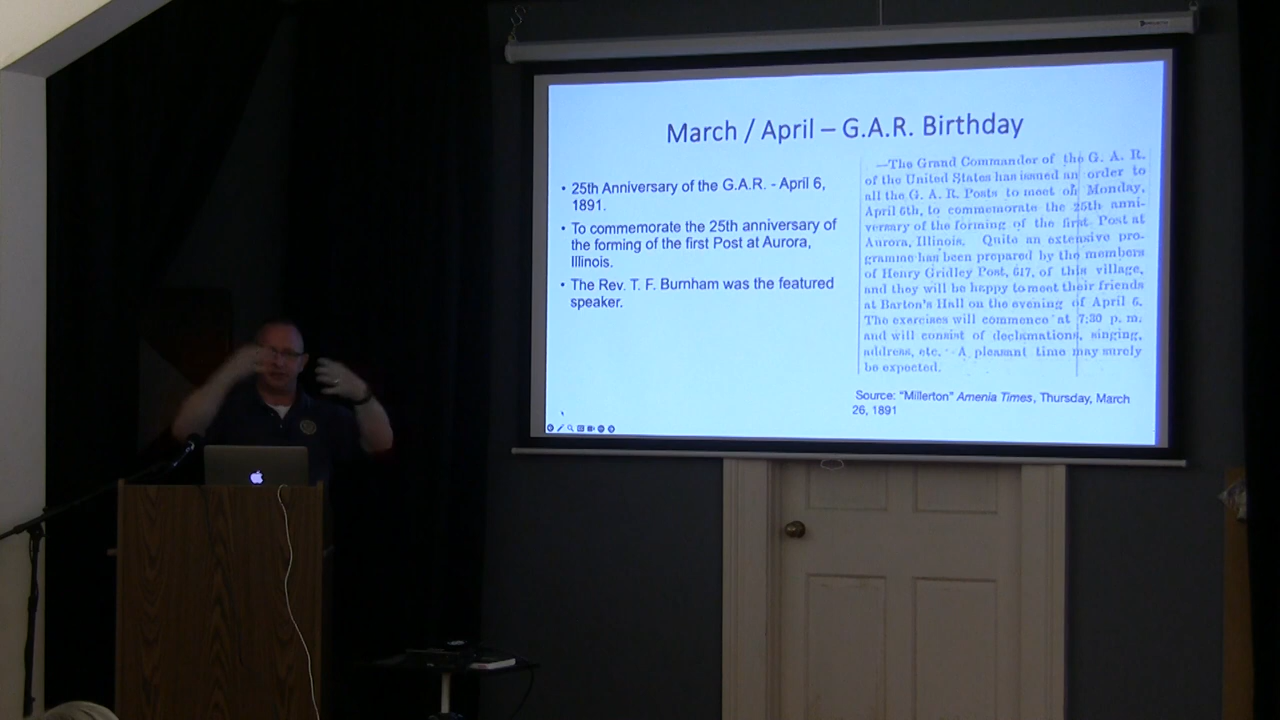 March / April – G.A.R. Birthday
• 25th Anniversary of the G.A.R. - April 6,
1891.
• To commemorate the 25th anniversary of
the forming of the first Post at Aurora,
Illinois.
• The Rev. T. F. Burnham was the featured
speaker.
—The Grand Commander of the G. A. R.
of the United States has issued an order to
all the G. A. R. Posts to meet on Monday,
April 6th, to commemorate the 25th anni-
versary of the forming of the first Post at
Aurora, Illinois. Quite an extensive pro-
gramme has been prepared by the members
of Henry Gridley Post, 617, of this village,
and they will be happy to meet their friends
at Barton's Hall on the evening of April 6.
The exercises will commence at 7:30 p. m.
and will consist of declamations, singing,
address, etc. A pleasant time may surely
be expected.
Source: “Millerton” Amenia Times, Thursday, March
26, 1891